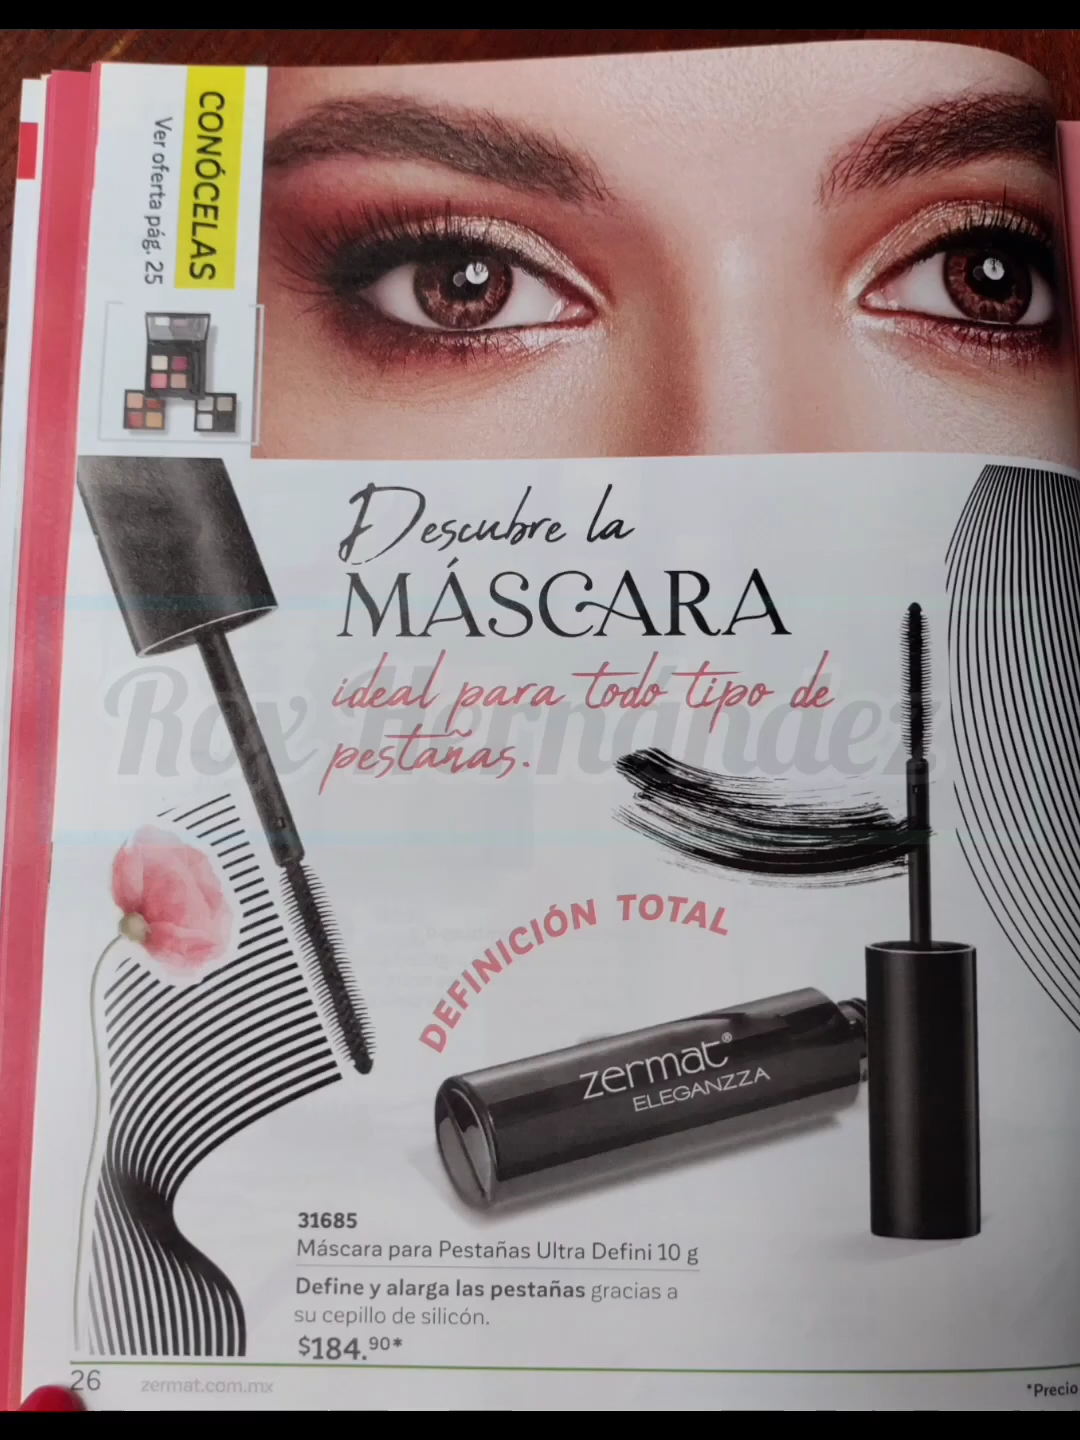 CONÓCELAS
Ver oferta pág. 25
Descubre la
MÁSCARA
ideal para todo tipo de
pestañas.
Rox Hernández
DEFINICIÓN TOTAL
zermat®
ELEGANZZA
31685
Máscara para Pestañas Ultra Defini 10 g
Define y alarga las pestañas gracias a
su cepillo de silicón.
$184.90*
26
zermat.com.mx
*Precio